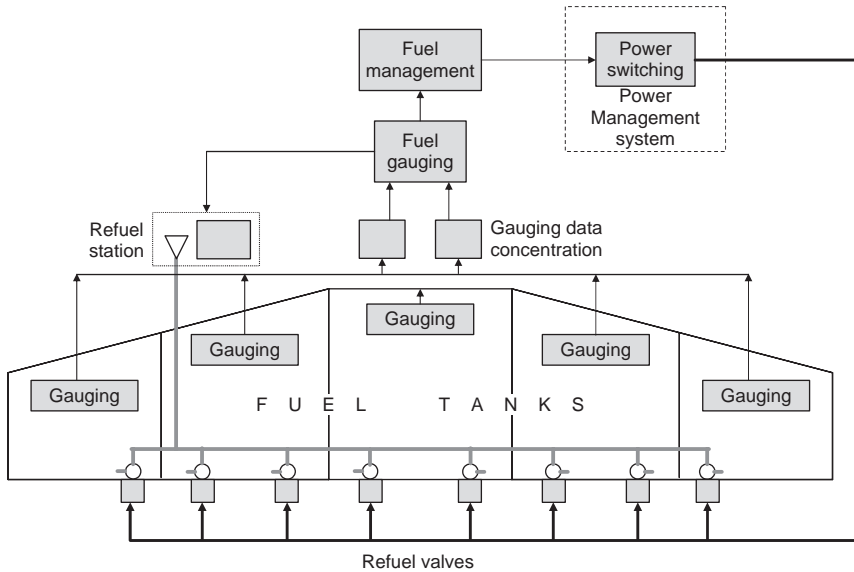 Fuel
management
Power
switching
Power
Management
system
Fuel
gauging
Refuel
station
Gauging data
concentration
Gauging
Gauging
Gauging
Gauging
Gauging
F U E L T A N K S
Refuel valves